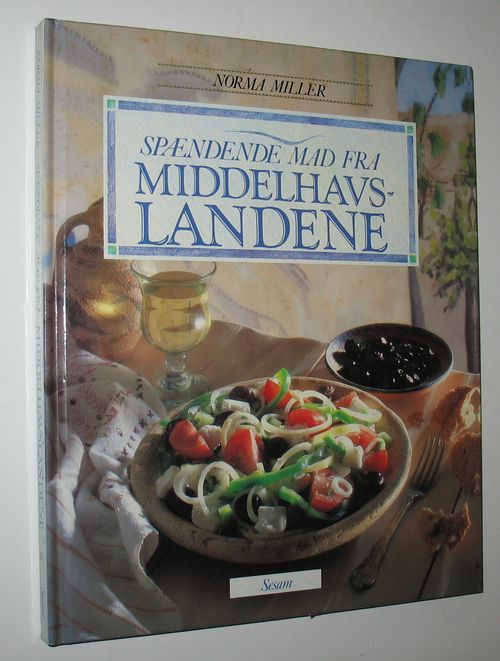 NORMA MILLER
SPÆNDENDE MAD FRA
MIDDELHAVS-
LANDENE
Sesam